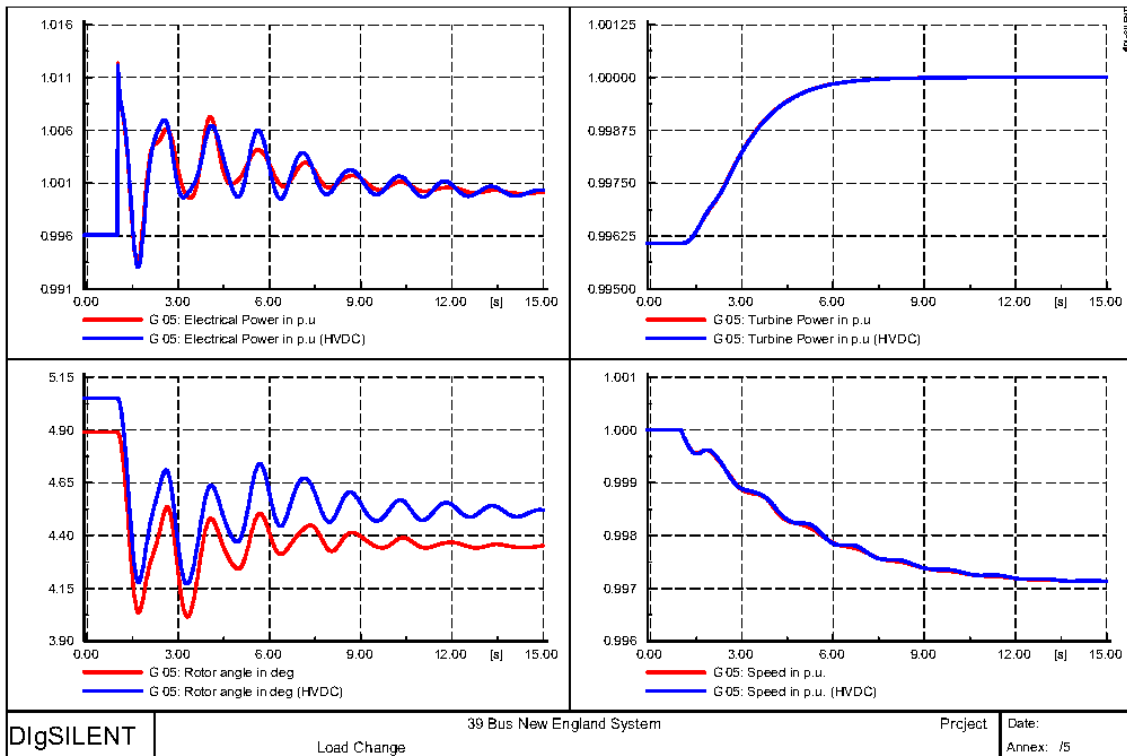 1.016
1.011
1.006
1.001
0.996
0.991
0.00 3.00 6.00 9.00 12.00 [s] 15.00
G 05: Electrical Power in p.u
G 05: Electrical Power in p.u (HVDC)
1.00125
1.00000
0.99875
0.99750
0.99625
0.99500
0.00 3.00 6.00 9.00 12.00 [s] 15.00
G 05: Turbine Power in p.u
G 05: Turbine Power in p.u (HVDC)
DIgSILENT
5.15
4.90
4.65
4.40
4.15
3.90
0.00 3.00 6.00 9.00 12.00 [s] 15.00
G 05: Rotor angle in deg
G 05: Rotor angle in deg (HVDC)
1.001
1.000
0.999
0.998
0.997
0.996
0.00 3.00 6.00 9.00 12.00 [s] 15.00
G 05: Speed in p.u.
G 05: Speed in p.u. (HVDC)
DIgSILENT
39 Bus New England System
Load Change
Project
Date:
Annex: /5